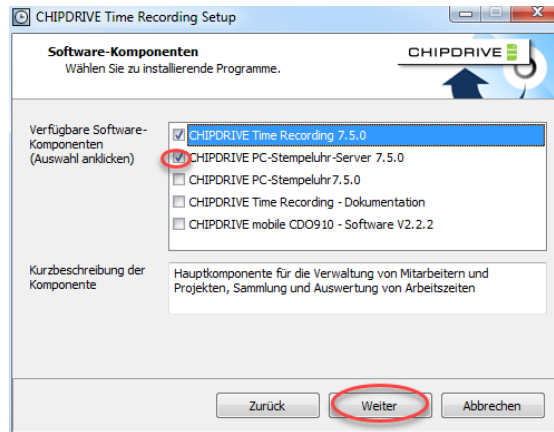 CHIPDRIVE Time Recording Setup
Software-Komponenten
Wählen Sie zu installierende Programme.
CHIPDRIVE
Verfügbare Software-
Komponenten
(Auswahl anklicken)
CHIPDRIVE Time Recording 7.5.0
CHIPDRIVE PC-Stempeluhr-Server 7.5.0
CHIPDRIVE PC-Stempeluhr7.5.0
CHIPDRIVE Time Recording - Dokumentation
CHIPDRIVE mobile CDO910 - Software V2.2.2
Kurzbeschreibung der
Komponente
Hauptkomponente für die Verwaltung von Mitarbeitern und
Projekten, Sammlung und Auswertung von Arbeitszeiten
Zurück
Weiter
Abbrechen